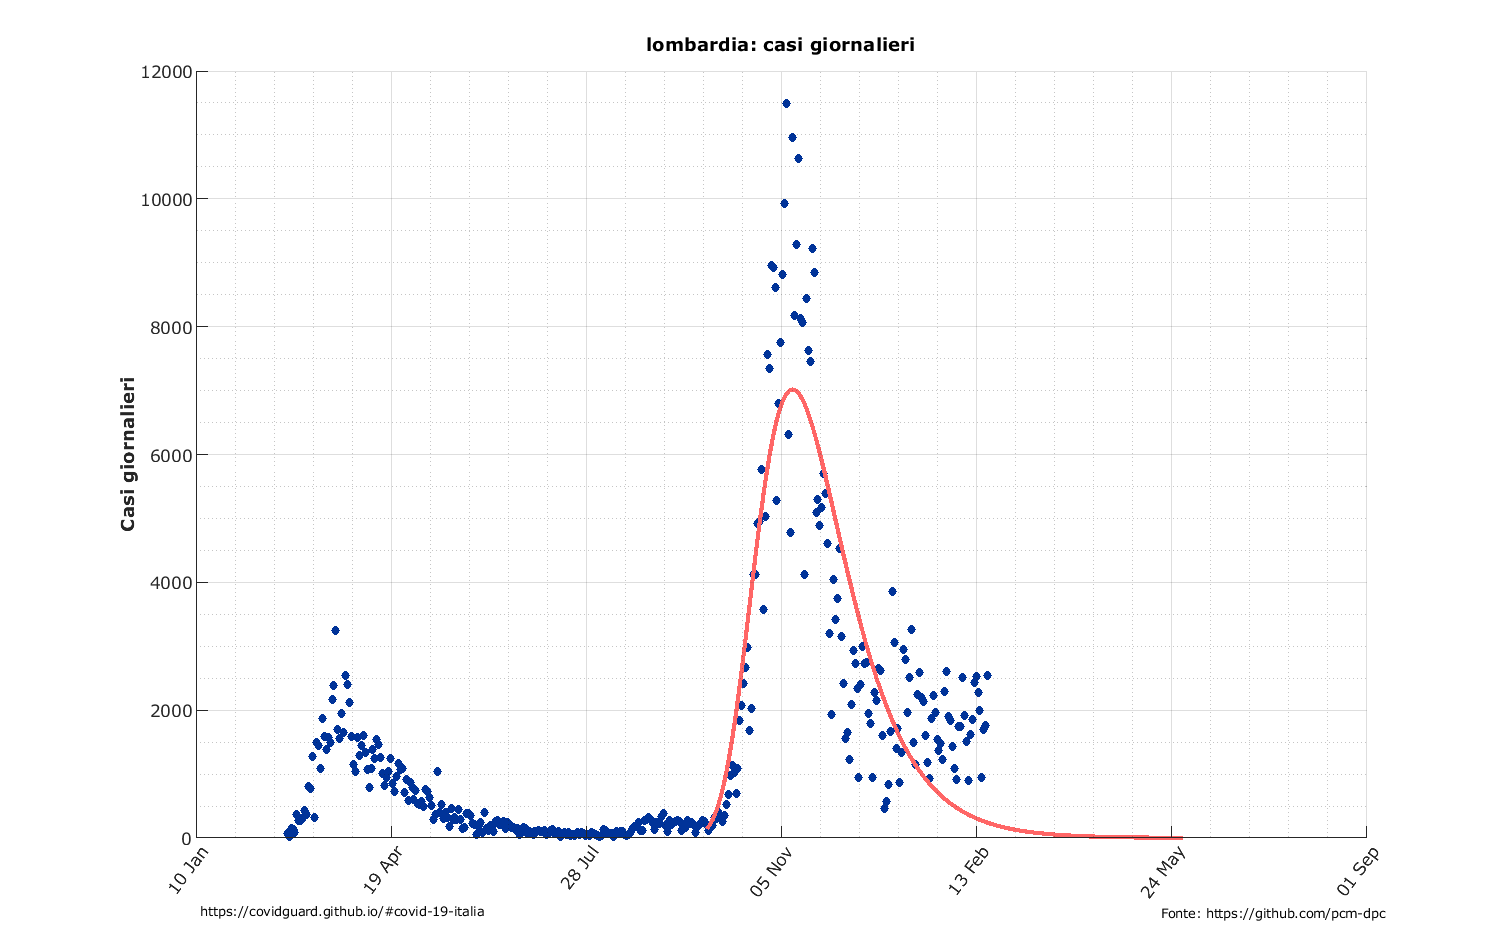 lombardia: casi giornalieri
12000
10000
8000
6000
4000
2000
0
Casi giornalieri
10 Jan
19 Apr
28 Jul
05 Nov
13 Feb
24 May
01 Sep
https://covidguard.github.io/#covid-19-italia
Fonte: https://github.com/pcm-dpc